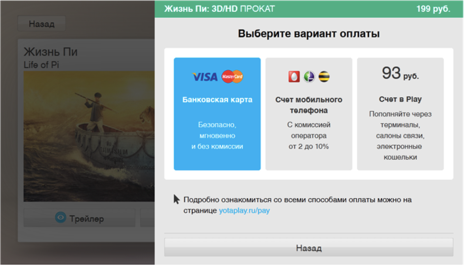 Назад
Жизнь Пи
Life of Pi
Трейлер
Жизнь Пи: 3D/HD ПРОКАТ
199 руб.
Выберите вариант оплаты
VISA MasterCard
Банковская карта
Безопасно,
мгновенно
и без комиссии
Счет мобильного
телефона
С комиссией
оператора
от 2 до 10%
93 руб.
Счет в Play
Пополняйте через
терминалы,
салоны связи,
электронные
кошельки
Подробно ознакомиться со всеми способами оплаты можно на
странице yotaplay.ru/pay
Назад